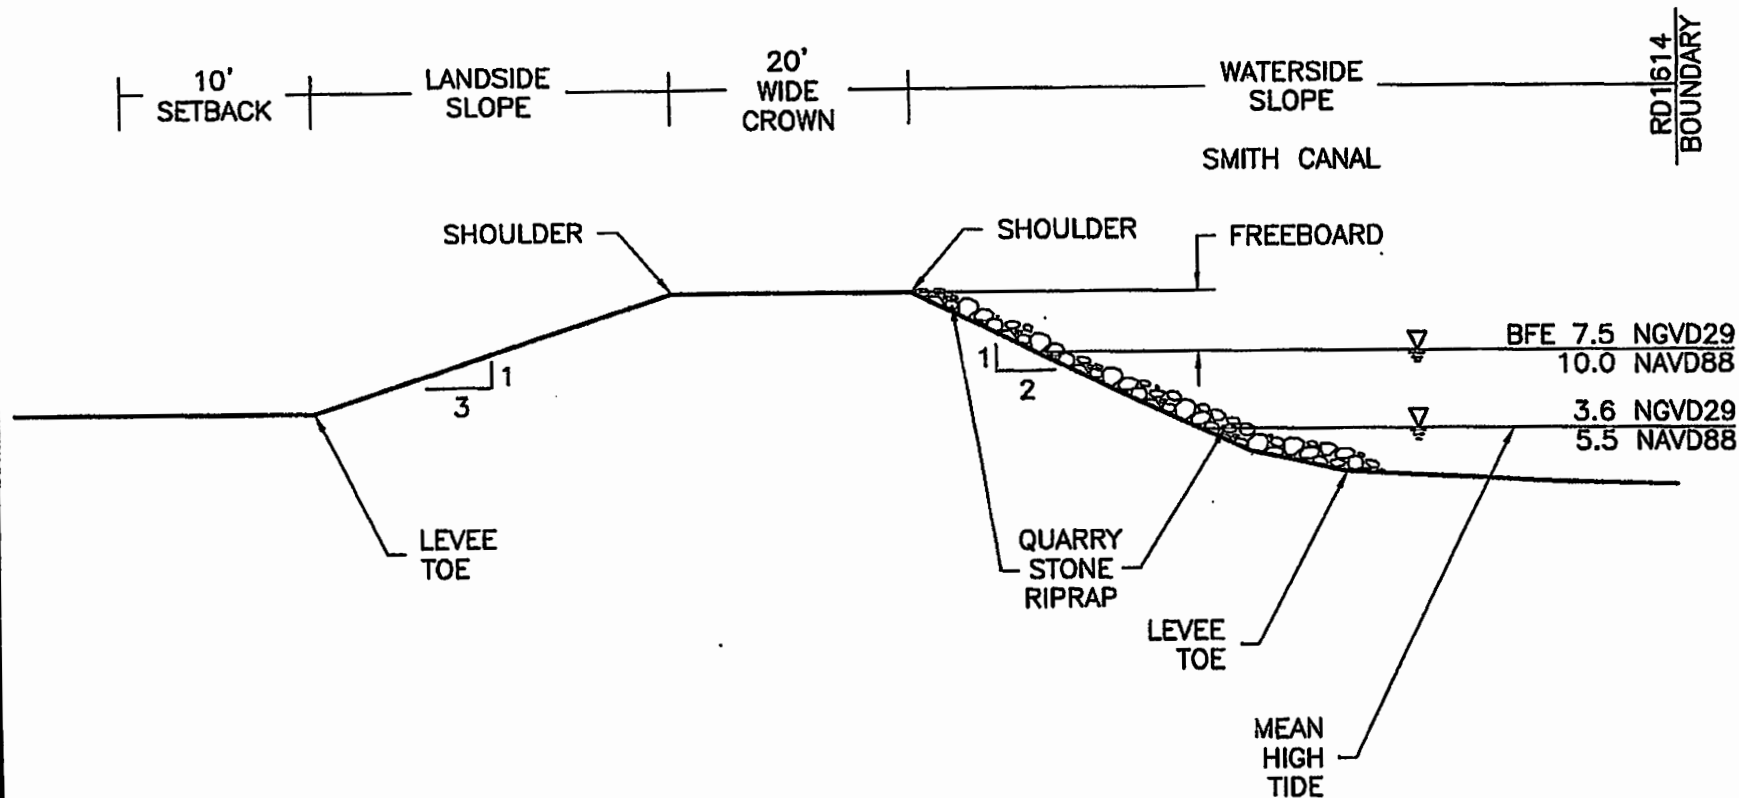 10'
SETBACK
LANDSIDE
SLOPE
20'
WIDE
CROWN
WATERSIDE
SLOPE
RD1614
BOUNDARY
SMITH CANAL
SHOULDER
SHOULDER
FREEBOARD
BFE 7.5 NGVD29
10.0 NAVD88
1
3
1
2
3.6 NGVD29
5.5 NAVD88
LEVEE
TOE
QUARRY
STONE
RIPRAP
LEVEE
TOE
MEAN
HIGH
TIDE